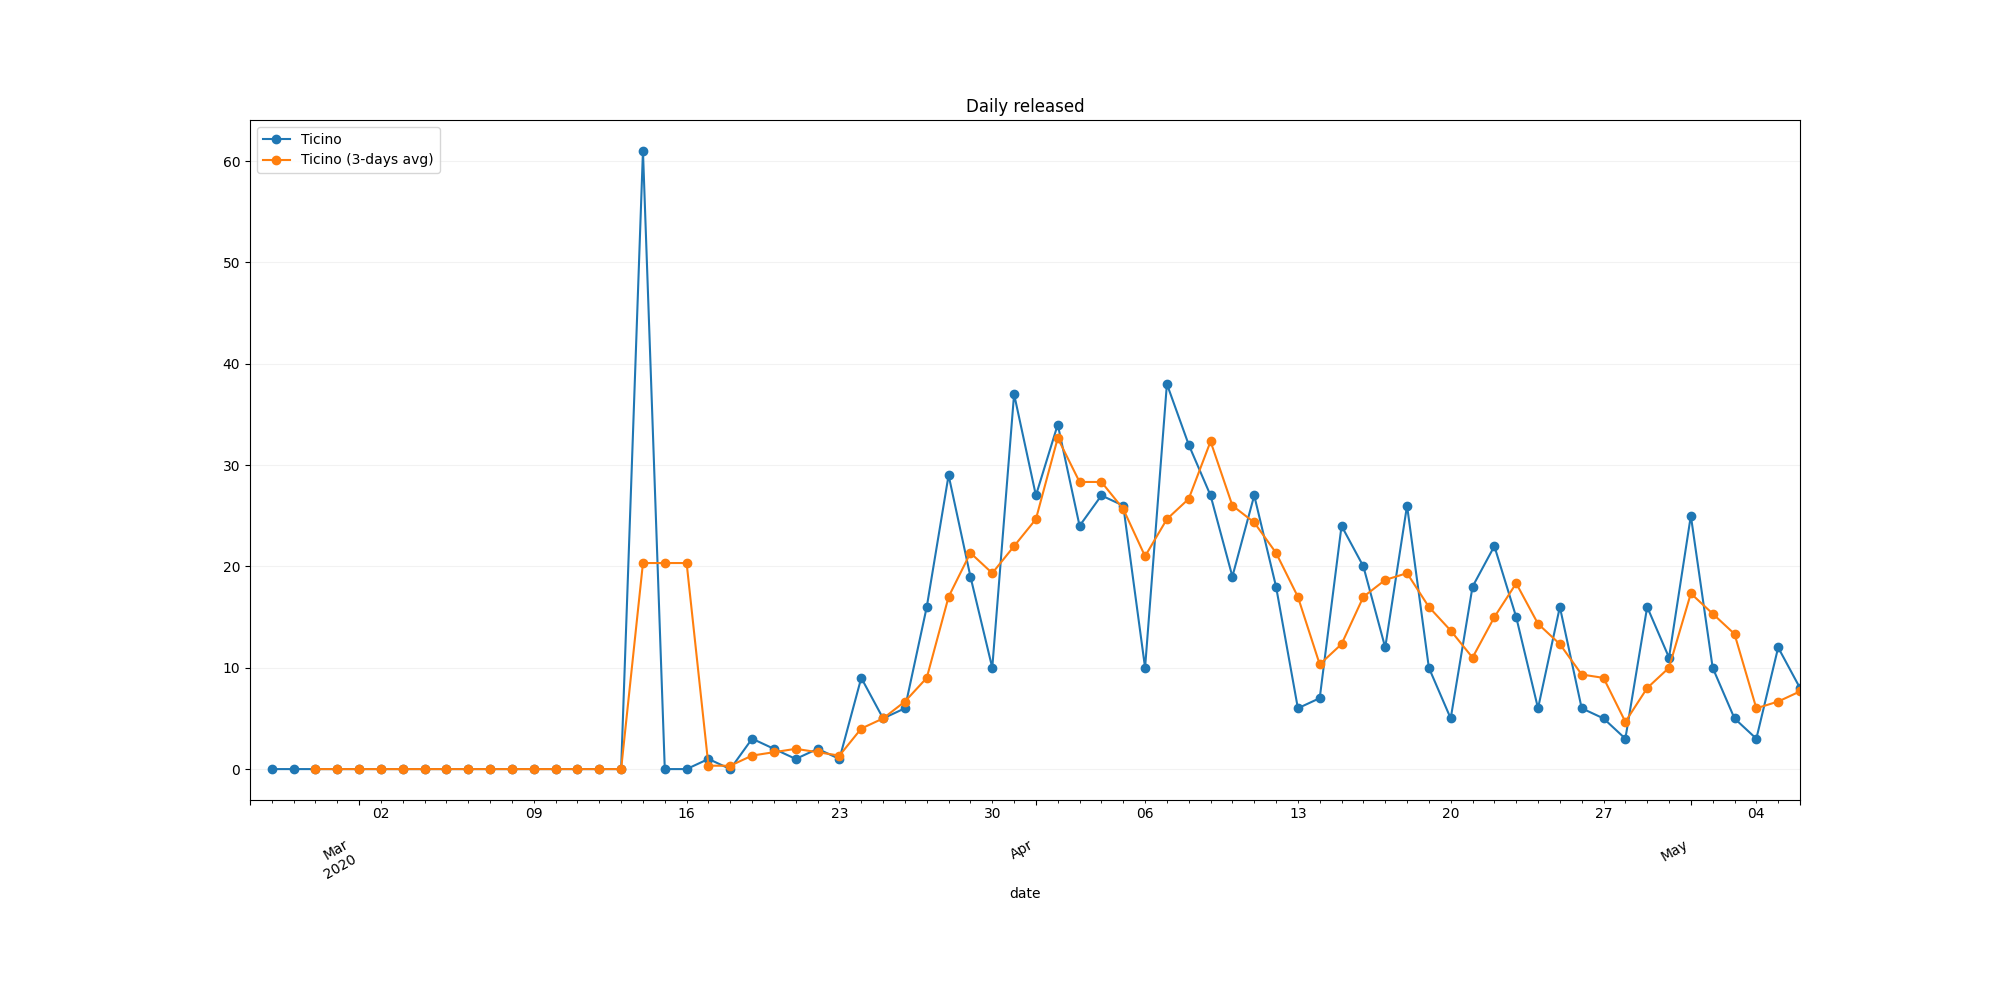 Daily released
Ticino
Ticino (3-days avg)
60
50
40
30
20
10
0
02 09 16 23 30 06 13 20 27 04
Mar
2020
Apr
May
date